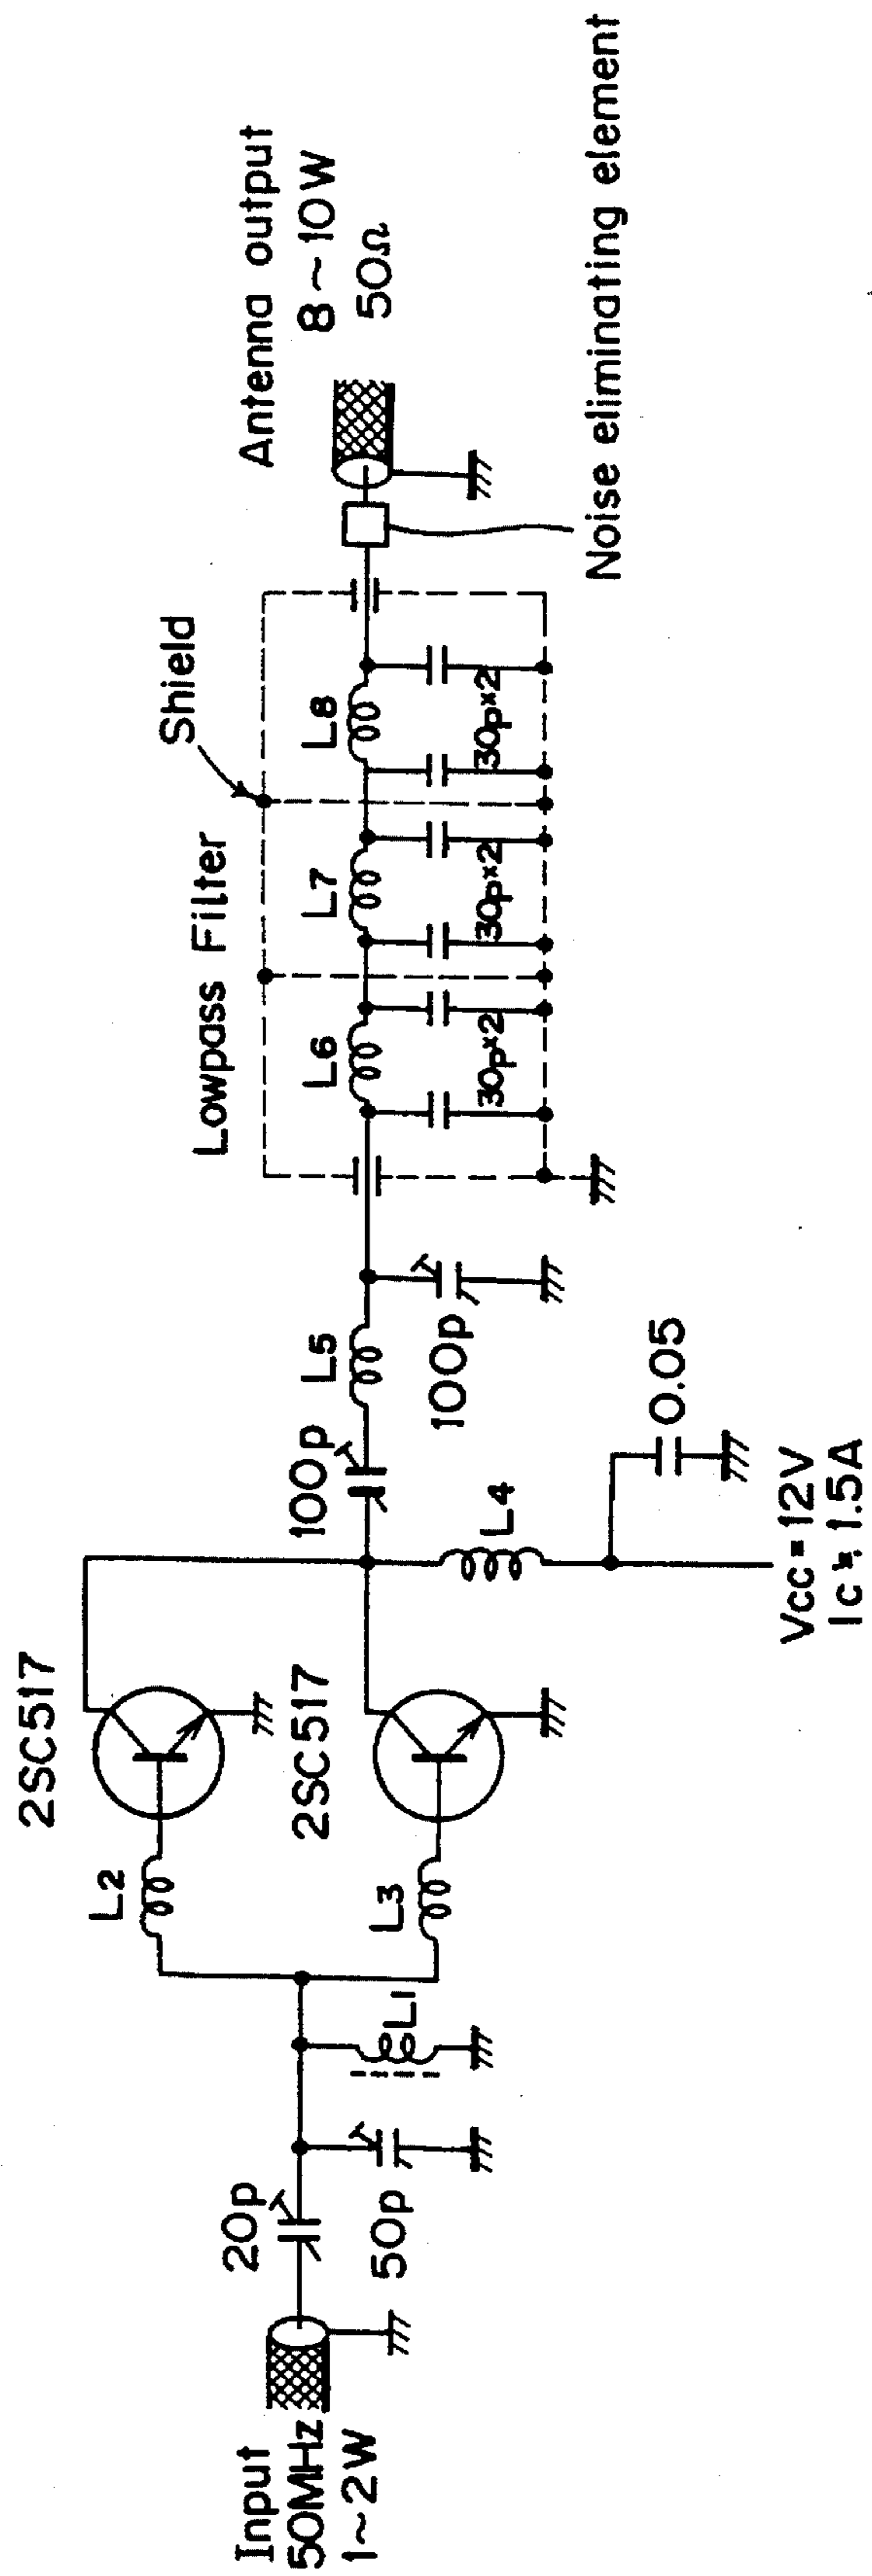 Input
50MHz
1~2W
20p
50p
L1
L2
L3
2SC517
2SC517
L4
0.05
Vcc = 12V
Ic ≒ 1.5A
100p
L5
100p
Lowpass Filter
Shield
L6
30p×2
L7
30p×2
L8
30p×2
Antenna output
8~10W
50Ω
Noise eliminating element